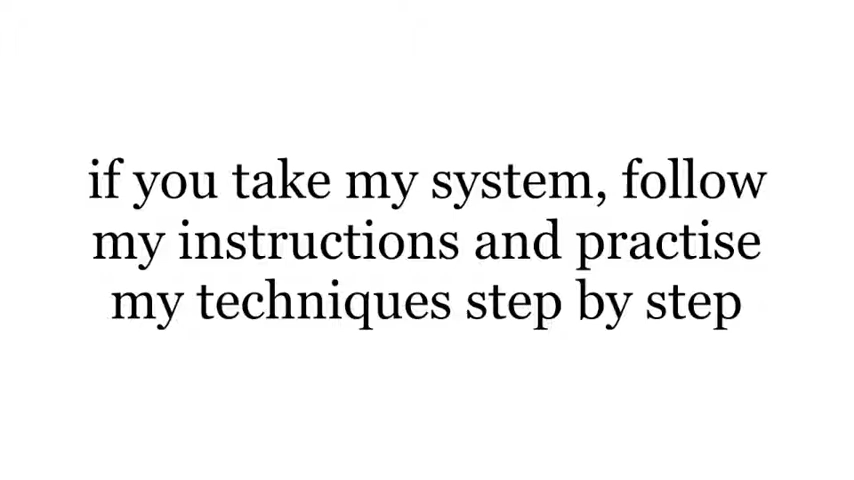 if you take my system, follow
my instructions and practise
my techniques step by step